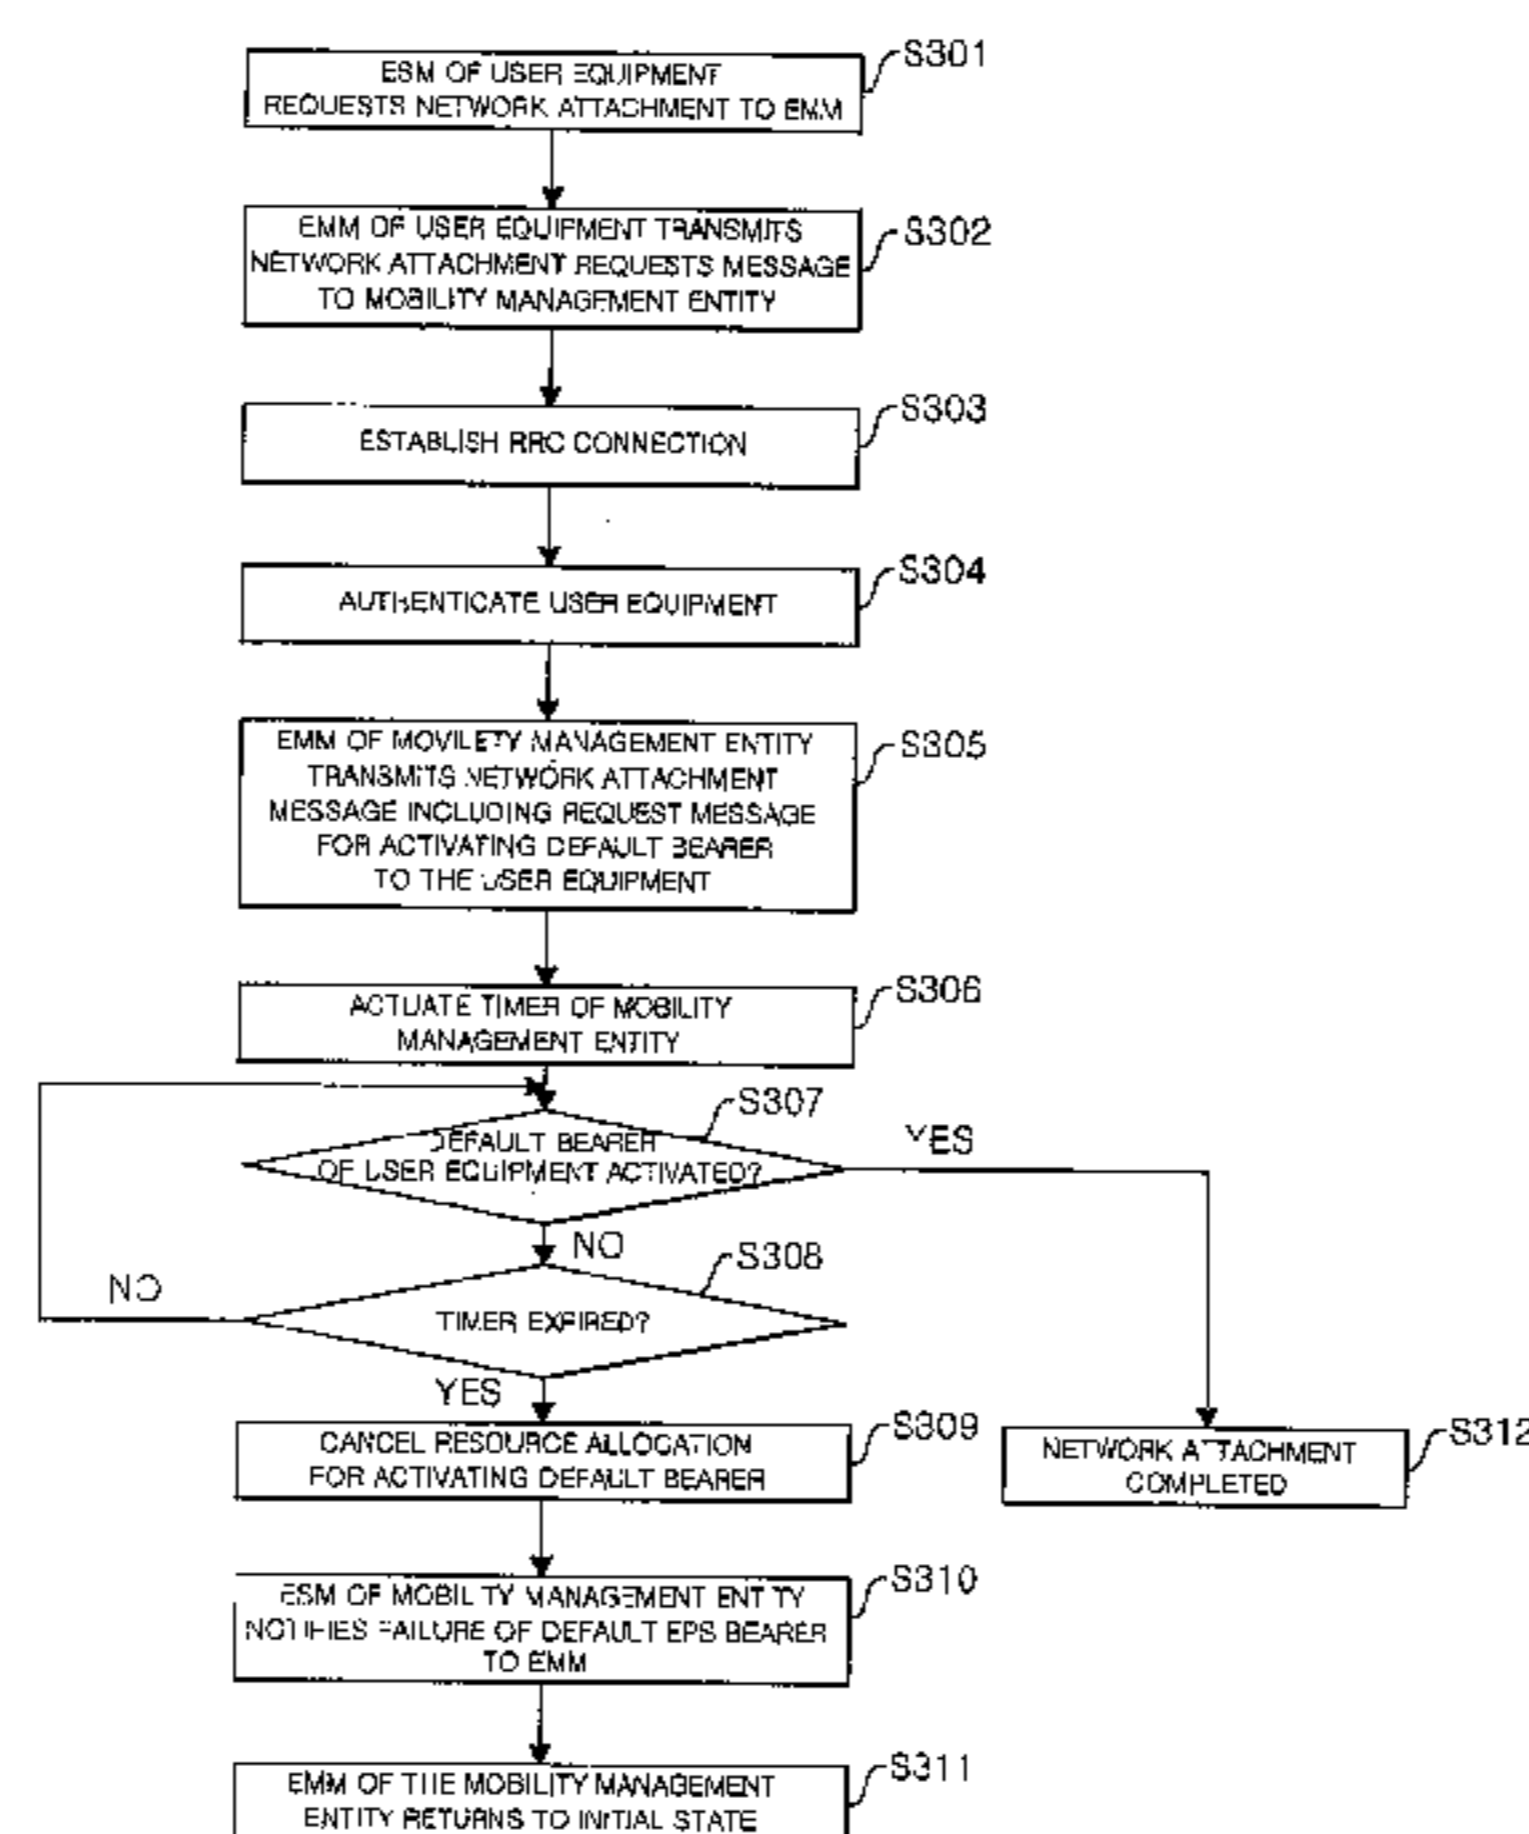 S301
ESM OF USER EQUIPMENT
REQUESTS NETWORK ATTACHMENT TO EMM
S302
EMM OF USER EQUIPMENT TRANSMITS
NETWORK ATTACHMENT REQUESTS MESSAGE
TO MOBILITY MANAGEMENT ENTITY
S303
ESTABLISH RRC CONNECTION
S304
AUTHENTICATE USER EQUIPMENT
S305
EMM OF MOVILETY MANAGEMENT ENTITY
TRANSMITS NETWORK ATTACHMENT
MESSAGE INCLUDING REQUEST MESSAGE
FOR ACTIVATING DEFAULT BEARER
TO THE USER EQUIPMENT
S306
ACTUATE TIMER OF MOBILITY
MANAGEMENT ENTITY
S307
DEFAULT BEARER
OF USER EQUIPMENT ACTIVATED?
YES
NO
S308
NO
TIMER EXPIRED?
YES
S309
CANCEL RESOURCE ALLOCATION
FOR ACTIVATING DEFAULT BEARER
S312
NETWORK ATTACHMENT
COMPLETED
S310
ESM OF MOBILITY MANAGEMENT ENTITY
NOTIFIES FAILURE OF DEFAULT EPS BEARER
TO EMM
S311
EMM OF THE MOBILITY MANAGEMENT
ENTITY RETURNS TO INITIAL STATE